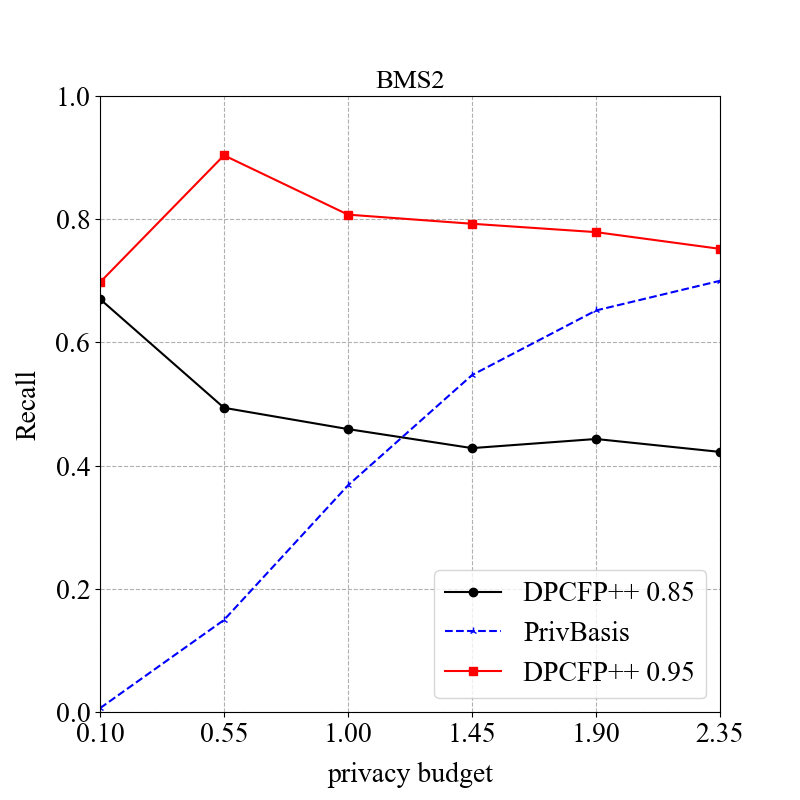 BMS2
1.0
0.8
0.6
0.4
0.2
0.0
Recall
DPCFP++ 0.85
PrivBasis
DPCFP++ 0.95
0.10 0.55 1.00 1.45 1.90 2.35
privacy budget